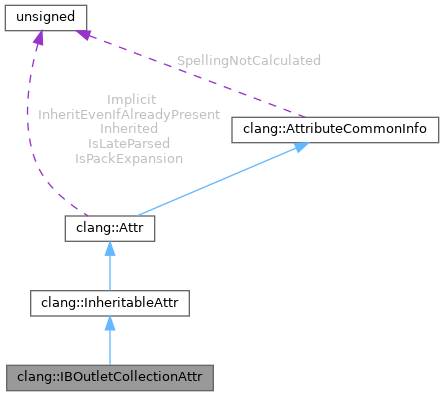 unsigned
SpellingNotCalculated
Implicit
InheritEvenIfAlreadyPresent
Inherited
IsLateParsed
IsPackExpansion
clang::AttributeCommonInfo
clang::Attr
clang::InheritableAttr
clang::IBOutletCollectionAttr